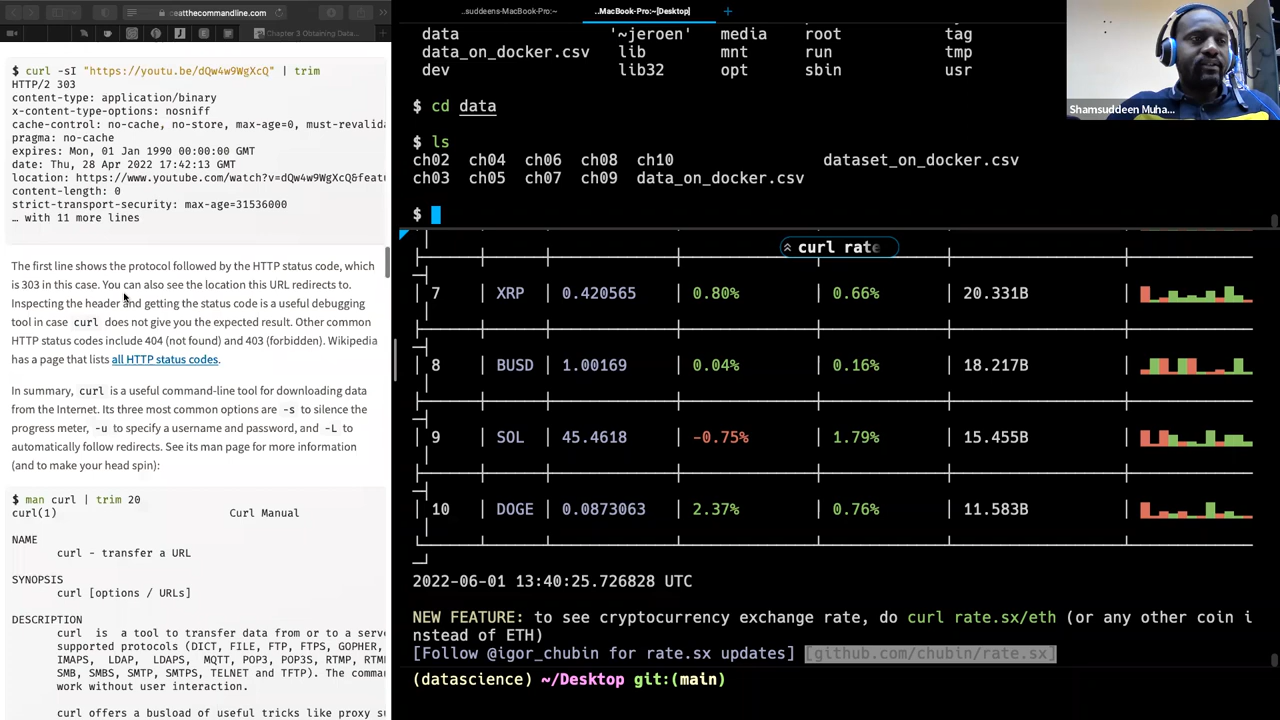 eatthecommandline.com
Chapter 3 Obtaining Data...
$ curl -sI "https://youtu.be/dQw4w9WgXcQ" | trim
HTTP/2 303
content-type: application/binary
x-content-type-options: nosniff
cache-control: no-cache, no-store, max-age=0, must-revalida
pragma: no-cache
expires: Mon, 01 Jan 1990 00:00:00 GMT
date: Thu, 28 Apr 2022 17:42:13 GMT
location: https://www.youtube.com/watch?v=dQw4w9WgXcQ&featu
content-length: 0
strict-transport-security: max-age=31536000
… with 11 more lines
The first line shows the protocol followed by the HTTP status code, which
is 303 in this case. You can also see the location this URL redirects to.
Inspecting the header and getting the status code is a useful debugging
tool in case curl does not give you the expected result. Other common
HTTP status codes include 404 (not found) and 403 (forbidden). Wikipedia
has a page that lists all HTTP status codes.
In summary, curl is a useful command-line tool for downloading data
from the Internet. Its three most common options are -s to silence the
progress meter, -u to specify a username and password, and -L to
automatically follow redirects. See its man page for more information
(and to make your head spin):
$ man curl | trim 20
curl(1) Curl Manual
NAME
curl - transfer a URL
SYNOPSIS
curl [options / URLs]
DESCRIPTION
curl is a tool to transfer data from or to a serve
supported protocols (DICT, FILE, FTP, FTPS, GOPHER,
IMAPS, LDAP, LDAPS, MQTT, POP3, POP3S, RTMP, RTM
SMB, SMBS, SMTP, SMTPS, TELNET and TFTP). The comma
work without user interaction.
curl offers a busload of useful tricks like proxy su
..suddeens-MacBook-Pro:~
..MacBook-Pro:~[Desktop]
data '~jeroen' media root tag
data_on_docker.csv lib mnt run tmp
dev lib32 opt sbin usr
$ cd data
$ ls
ch02 ch04 ch06 ch08 ch10 dataset_on_docker.csv
ch03 ch05 ch07 ch09 data_on_docker.csv
$
curl rate
7 XRP 0.420565 0.80% 0.66% 20.331B
8 BUSD 1.00169 0.04% 0.16% 18.217B
9 SOL 45.4618 -0.75% 1.79% 15.455B
10 DOGE 0.0873063 2.37% 0.76% 11.583B
2022-06-01 13:40:25.726828 UTC
NEW FEATURE: to see cryptocurrency exchange rate, do curl rate.sx/eth (or any other coin i
nstead of ETH)
[Follow @igor_chubin for rate.sx updates] [github.com/chubin/rate.sx]
(datascience) ~/Desktop git:(main)
Shamsuddeen Muha...